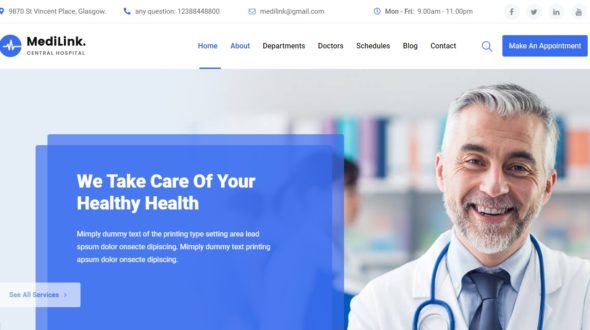 9870 St Vincent Place, Glasgow.
any question: 12388448800
medilink@gmail.com
Mon - Fri: 9.00am - 11.00pm
MediLink.
CENTRAL HOSPITAL
Home
About
Departments
Doctors
Schedules
Blog
Contact
Make An Appointment
We Take Care Of Your
Healthy Health
Mimply dummy text of the printing type setting area lead
ipsum dolor onsecte dipiscing. Mimply dummy text printing
apsum dolor onsecte dipiscing.
See All Services